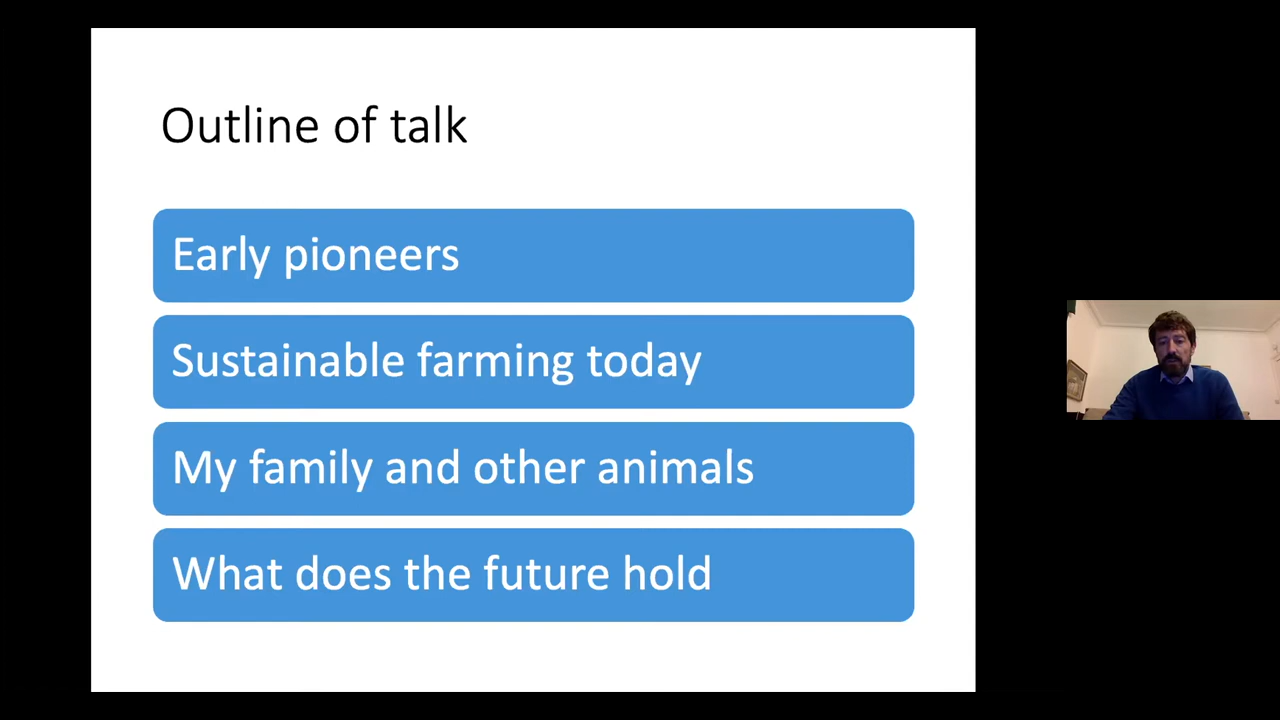 Outline of talk
Early pioneers
Sustainable farming today
My family and other animals
What does the future hold